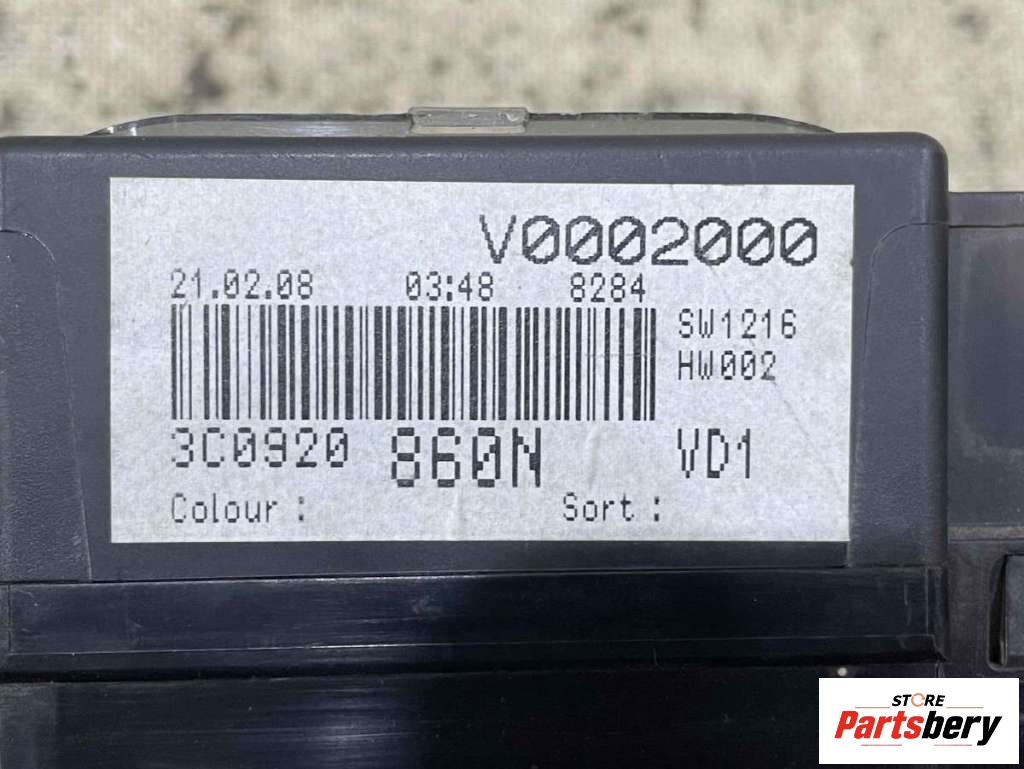 V0002000
21.02.08 03:48 8284
SW1216
HW002
3C0920 860N VD1
Colour : Sort :
STORE
Partsbery